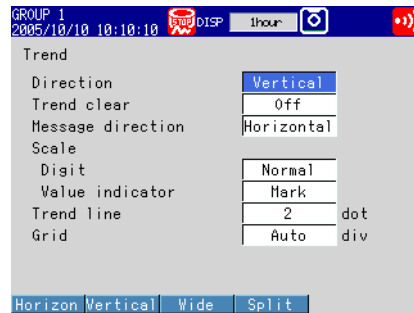 GROUP 1
2005/10/10 10:10:10 STOP DISP 1hour
Trend
Direction Vertical
Trend clear Off
Message direction Horizontal
Scale
Digit Normal
Value indicator Mark
Trend line 2 dot
Grid Auto div
Horizon Vertical Wide Split